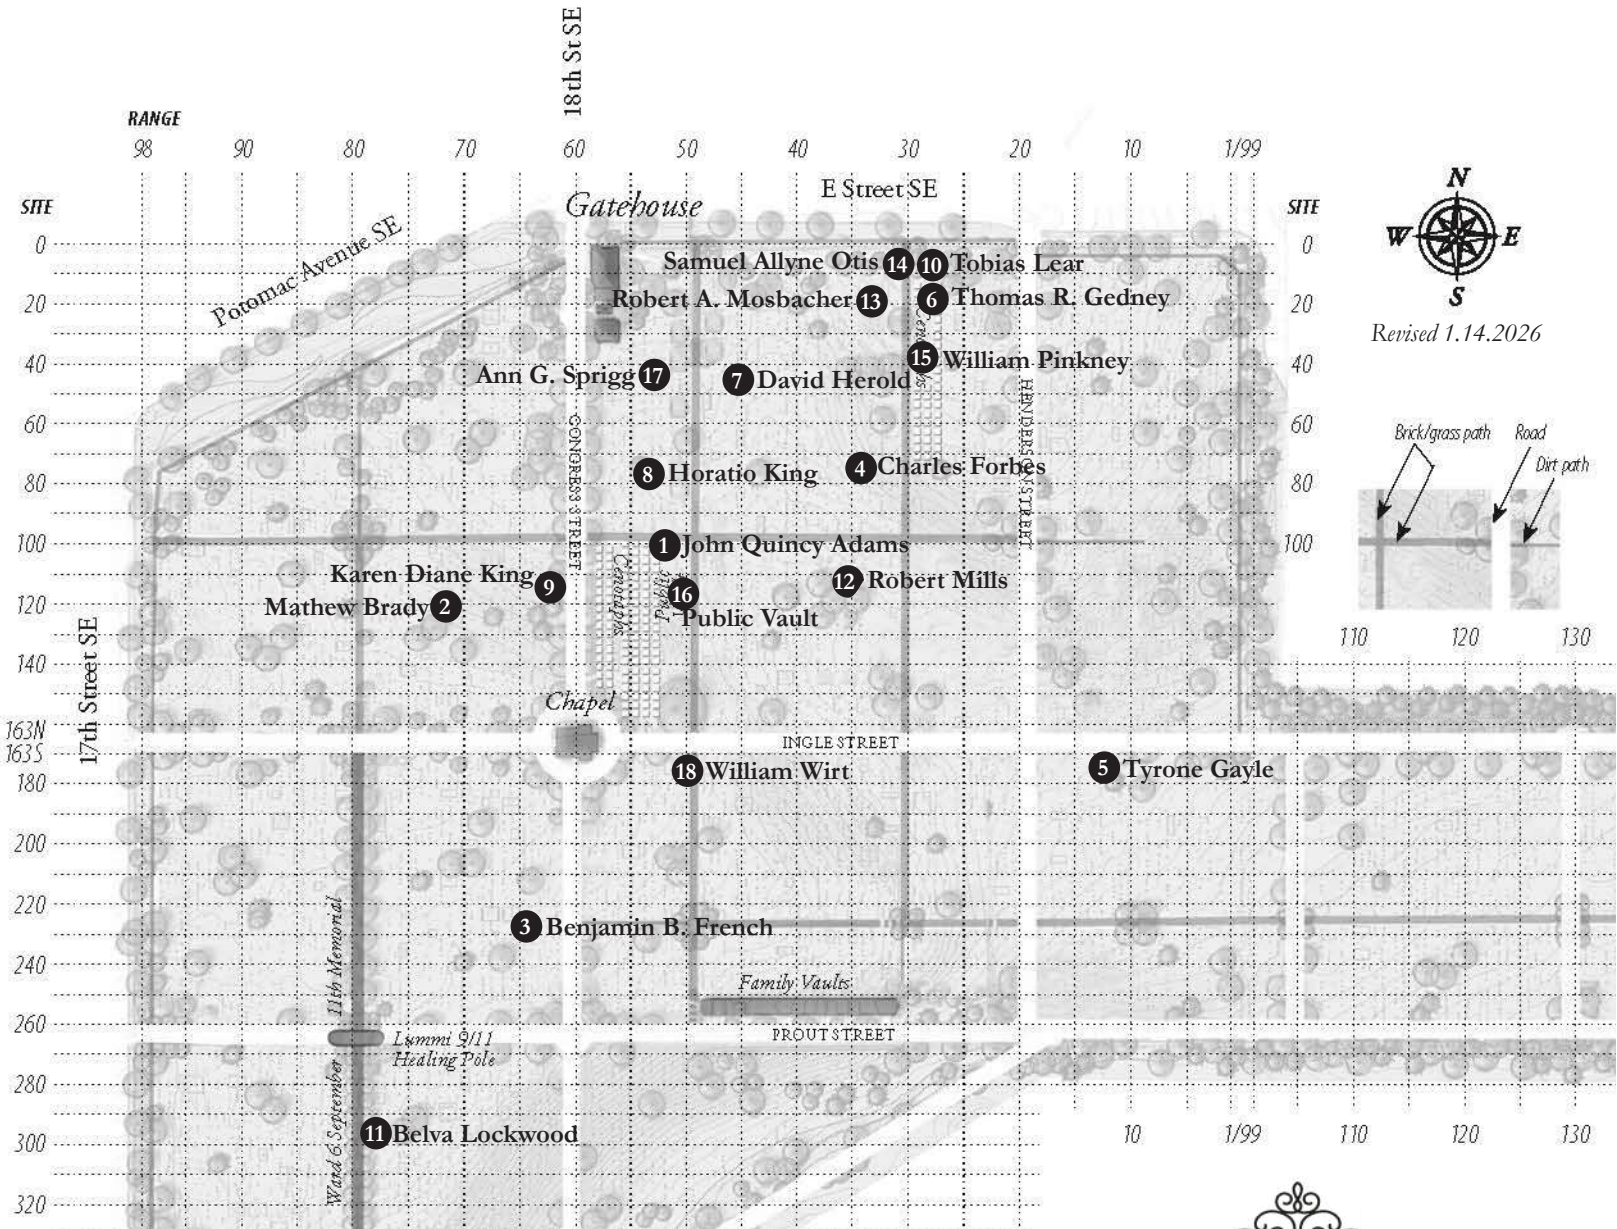 18th St SE
RANGE
98 90 80 70 60 50 40 30 20 10 1/99
E Street SE
Gatehouse
SITE
SITE
N
W E
S
Revised 1.14.2026
Potomac Avenue SE
0
0
Samuel Allyne Otis 14
10 Tobias Lear
20
20
Robert A. Mosbacher 13
6 Thomas R. Gedney
40
40
15 William Pinkney
Ann G. Sprigg 17
7 David Herold
HENDERSON STREET
60
60
CONGRESS STREET
Brick/grass path
Road
Dirt path
80
80
8 Horatio King
4 Charles Forbes
100
100
1 John Quincy Adams
Cenotaphs
Public
Karen Diane King 9
12 Robert Mills
120
Mathew Brady 2
16
Public Vault
17th Street SE
110 120 130
140
Chapel
163N
163S
INGLE STREET
180
18 William Wirt
5 Tyrone Gayle
200
220
3 Benjamin B. French
240
Family Vaults
260
PROUT STREET
Lummi 9/11
Healing Pole
Ward 6 September 11th Memorial
280
300
11 Belva Lockwood
10 1/99 110 120 130
320